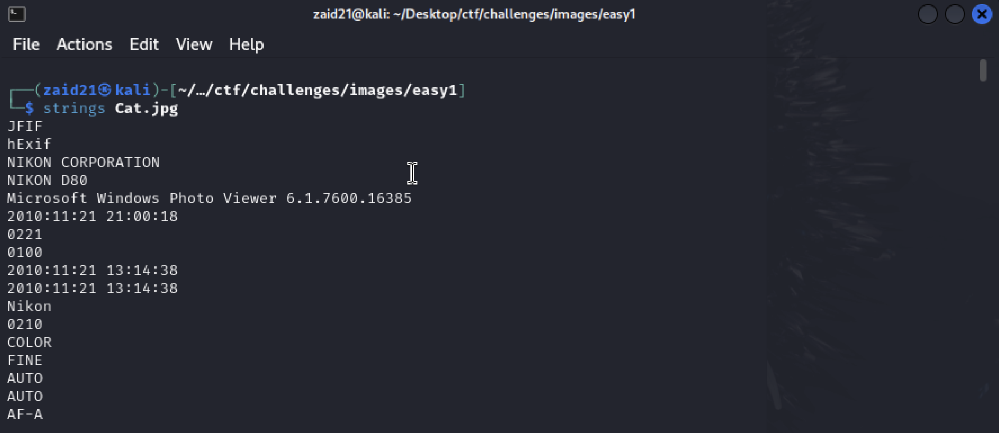 zaid21@kali: ~/Desktop/ctf/challenges/images/easy1
File Actions Edit View Help
┌──(zaid21㉿kali)-[~/…/ctf/challenges/images/easy1]
└─$ strings Cat.jpg
JFIF
hExif
NIKON CORPORATION
NIKON D80
Microsoft Windows Photo Viewer 6.1.7600.16385
2010:11:21 21:00:18
0221
0100
2010:11:21 13:14:38
2010:11:21 13:14:38
Nikon
0210
COLOR
FINE
AUTO
AUTO
AF-A